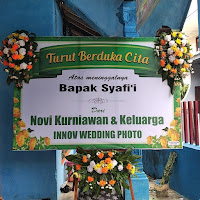 Turut Berduka Cita
Atas meninggalnya
Bapak Syafi'i
Dari
Novi Kurniawan & Keluarga
INNOV WEDDING PHOTO